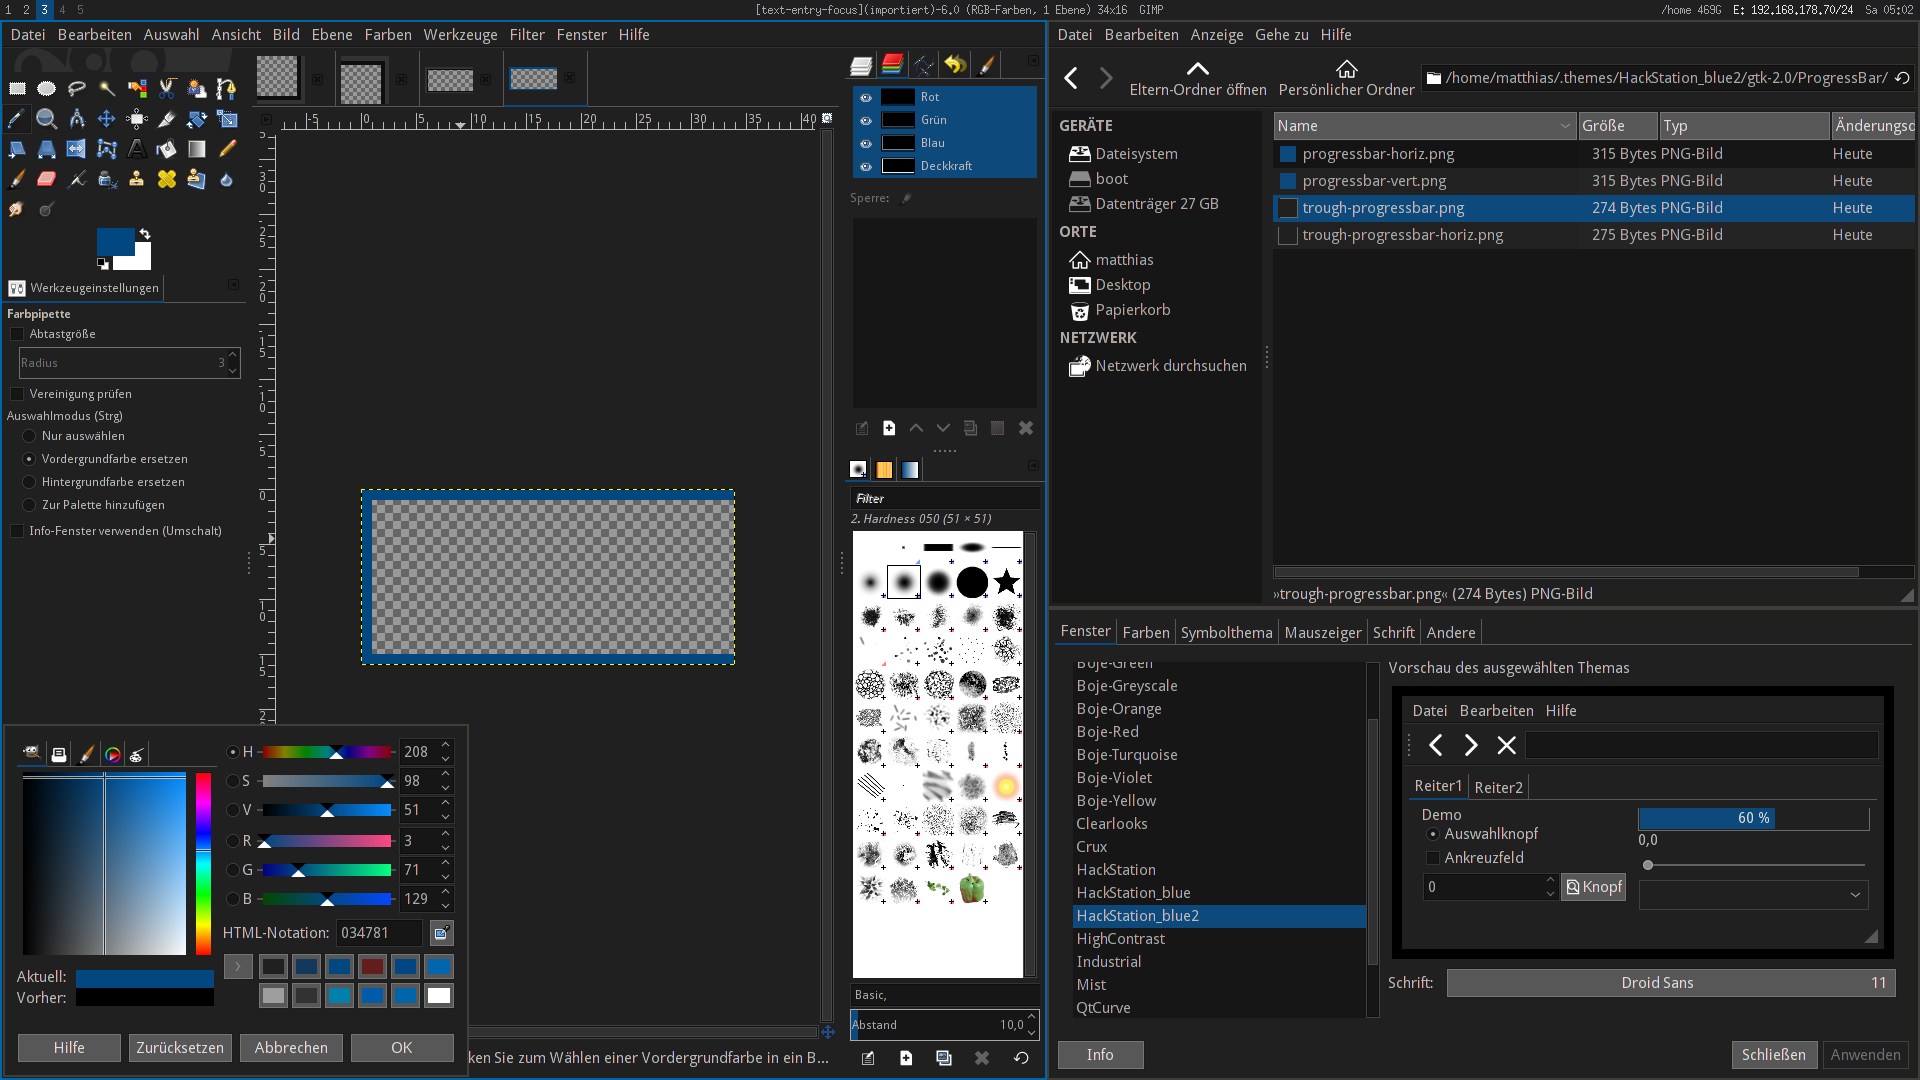 1 2 3 4 5
[text-entry-focus](importiert)-6.0 (RGB-Farben, 1 Ebene) 34x16  GIMP
/home 469G  E: 192.168.178.70/24  Sa 05:02
Datei Bearbeiten Auswahl Ansicht Bild Ebene Farben Werkzeuge Filter Fenster Hilfe
-5 0 5 10 15 20 25 30 35 40
Werkzeugeinstellungen
Farbpipette
Abtastgröße
Radius 3
Vereinigung prüfen
Auswahlmodus (Strg)
Nur auswählen
Vordergrundfarbe ersetzen
Hintergrundfarbe ersetzen
Zur Palette hinzufügen
Info-Fenster verwenden (Umschalt)
Rot
Grün
Blau
Deckkraft
Sperre:
Filter
2. Hardness 050 (51 × 51)
Basic,
Abstand 10,0
H 208
S 98
V 51
R 3
G 71
B 129
HTML-Notation: 034781
Aktuell:
Vorher:
Hilfe Zurücksetzen Abbrechen OK
ken Sie zum Wählen einer Vordergrundfarbe in ein B...
Datei Bearbeiten Anzeige Gehe zu Hilfe
Eltern-Ordner öffnen Persönlicher Ordner /home/matthias/.themes/HackStation_blue2/gtk-2.0/ProgressBar/
GERÄTE
Dateisystem
boot
Datenträger 27 GB
ORTE
matthias
Desktop
Papierkorb
NETZWERK
Netzwerk durchsuchen
Name Größe Typ Änderungsd
progressbar-horiz.png 315 Bytes PNG-Bild Heute
progressbar-vert.png 315 Bytes PNG-Bild Heute
trough-progressbar.png 274 Bytes PNG-Bild Heute
trough-progressbar-horiz.png 275 Bytes PNG-Bild Heute
»trough-progressbar.png« (274 Bytes) PNG-Bild
Fenster Farben Symbolthema Mauszeiger Schrift Andere
Boje-Green
Boje-Greyscale
Boje-Orange
Boje-Red
Boje-Turquoise
Boje-Violet
Boje-Yellow
Clearlooks
Crux
HackStation
HackStation_blue
HackStation_blue2
HighContrast
Industrial
Mist
QtCurve
Vorschau des ausgewählten Themas
Datei Bearbeiten Hilfe
Reiter1 Reiter2
Demo
60 %
Auswahlknopf
0,0
Ankreuzfeld
0 Knopf
Schrift: Droid Sans 11
Info Schließen Anwenden